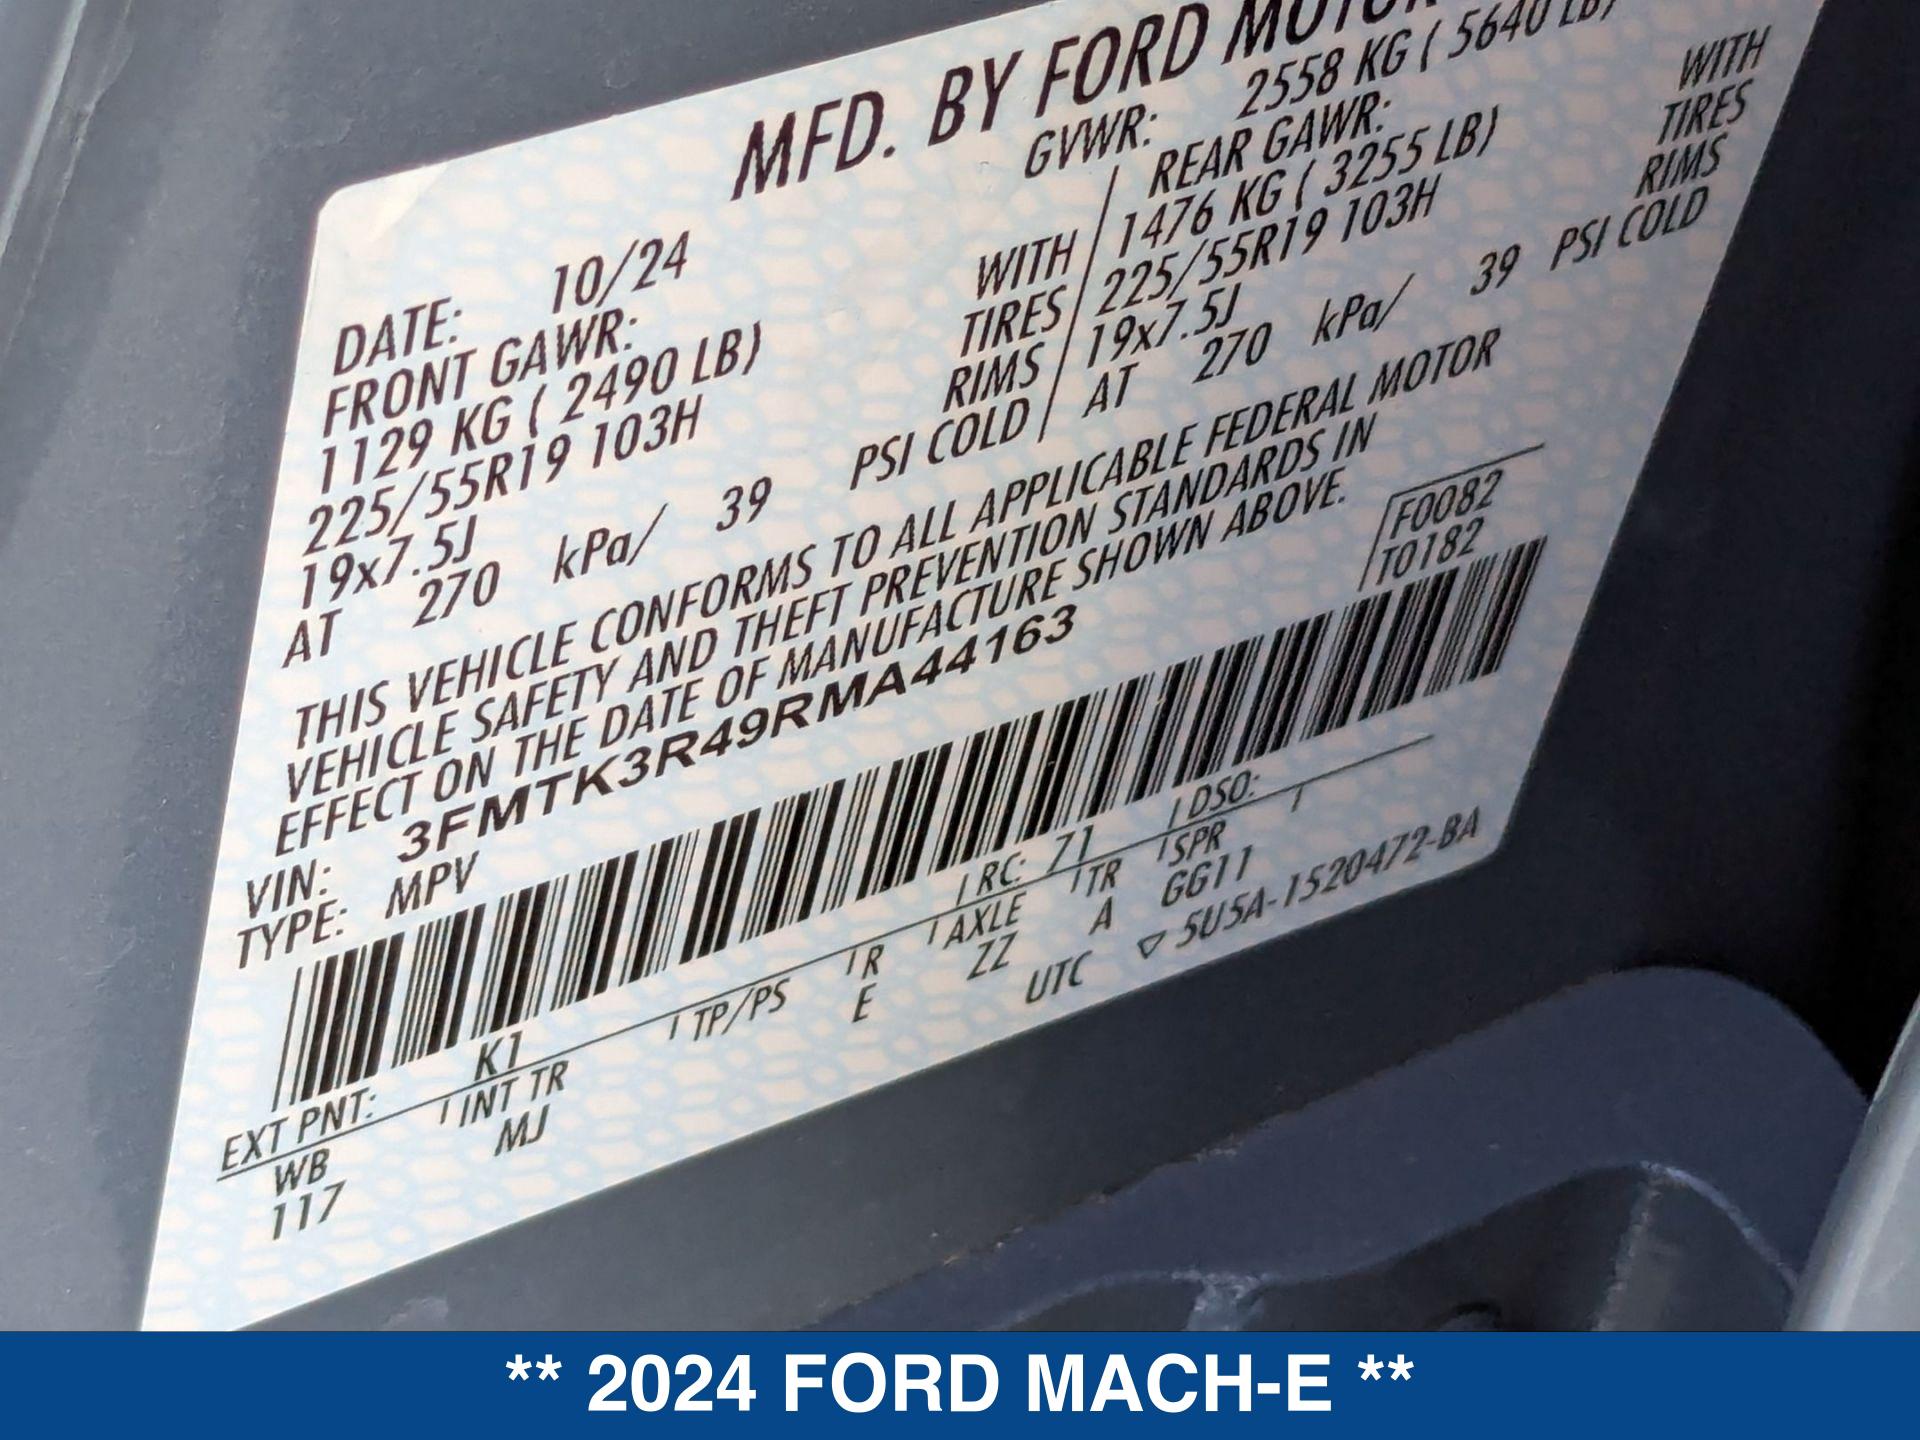 MFD. BY FORD MOTOR
DATE: 10/24 GVWR: 2558 KG ( 5640 LB)
FRONT GAWR: REAR GAWR:
1129 KG ( 2490 LB) WITH 1476 KG ( 3255 LB) WITH
225/55R19 103H TIRES 225/55R19 103H TIRES
19x7.5J RIMS 19x7.5J RIMS
AT 270 kPa/ 39 PSI COLD AT 270 kPa/ 39 PSI COLD
THIS VEHICLE CONFORMS TO ALL APPLICABLE FEDERAL MOTOR
VEHICLE SAFETY AND THEFT PREVENTION STANDARDS IN
EFFECT ON THE DATE OF MANUFACTURE SHOWN ABOVE.
VIN: 3FMTK3R49RMA44163 F0082
TYPE: MPV T0182
EXT PNT: K1 RC: 71 DSO:
WB INT TR TP/PS R AXLE TR SPR
117 MJ E ZZ A GG11
UTC ▽ 5U5A-1520472-BA
** 2024 FORD MACH-E **